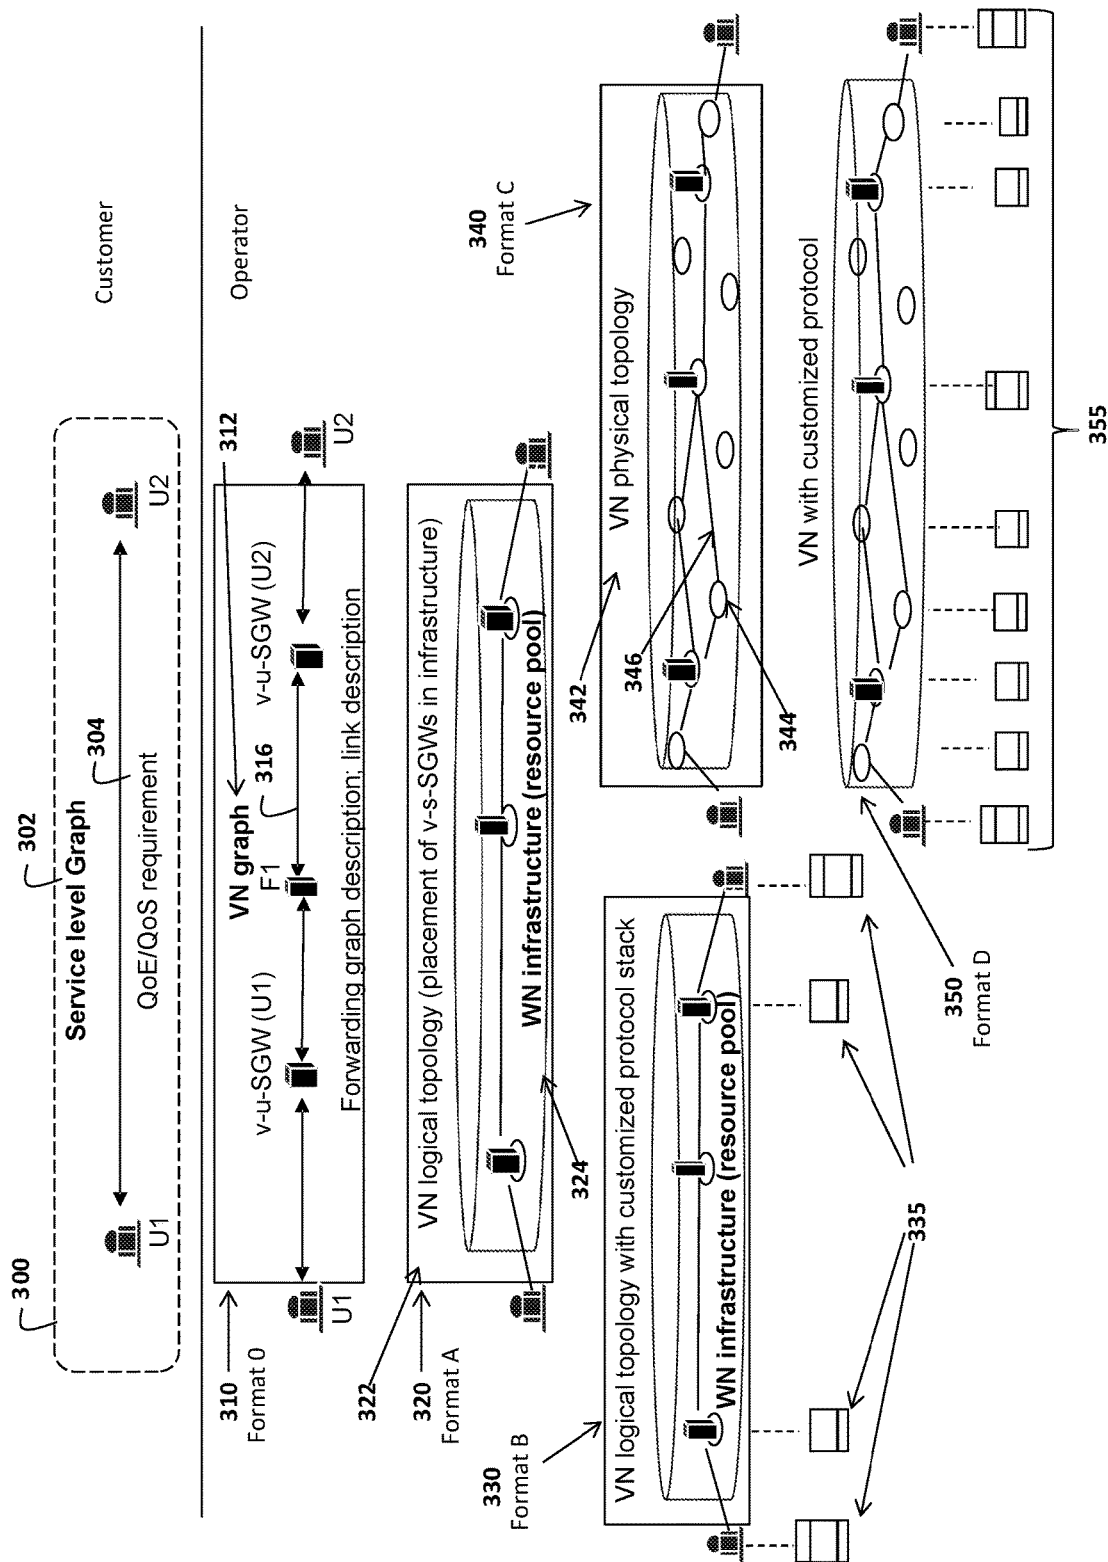 Customer
300
302
Service level Graph
304
U1
QoE/QoS requirement
U2
Operator
310
Format 0
VN graph
312
v-u-SGW (U1)
F1
316
v-u-SGW (U2)
U1
U2
Forwarding graph description; link description
322
320
Format A
VN logical topology (placement of v-s-SGWs in infrastructure)
WN infrastructure (resource pool)
324
330
Format B
VN logical topology with customized protocol stack
WN infrastructure (resource pool)
335
340
Format C
342
VN physical topology
346
344
VN with customized protocol
350
Format D
355